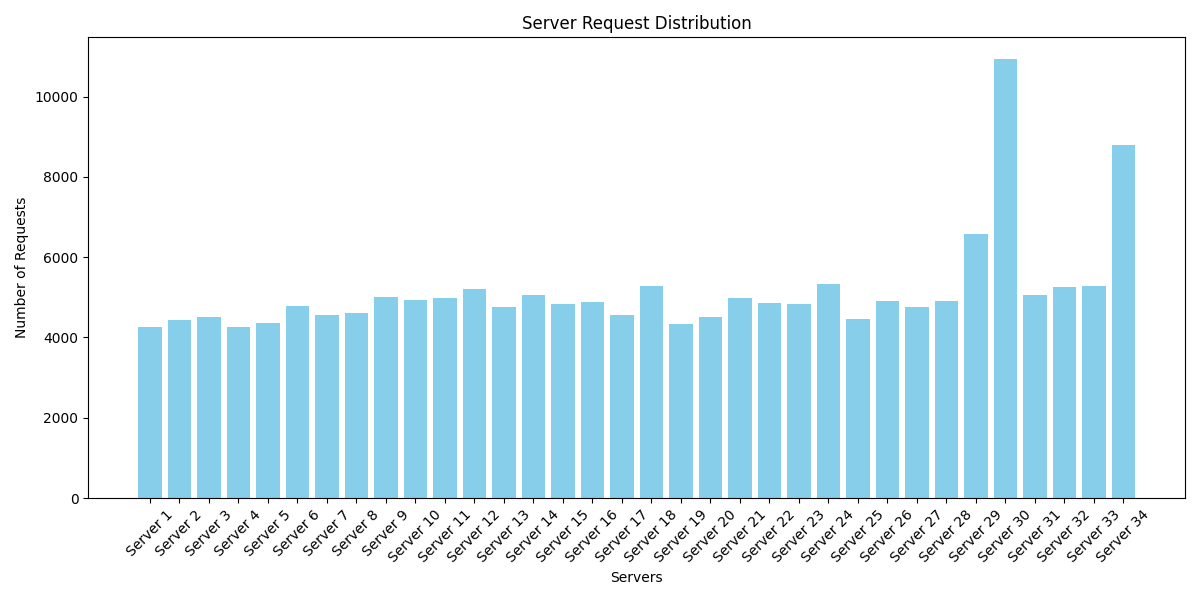 Server Request Distribution
Number of Requests
10000
8000
6000
4000
2000
0
Server 1
Server 2
Server 3
Server 4
Server 5
Server 6
Server 7
Server 8
Server 9
Server 10
Server 11
Server 12
Server 13
Server 14
Server 15
Server 16
Server 17
Server 18
Server 19
Server 20
Server 21
Server 22
Server 23
Server 24
Server 25
Server 26
Server 27
Server 28
Server 29
Server 30
Server 31
Server 32
Server 33
Server 34
Servers